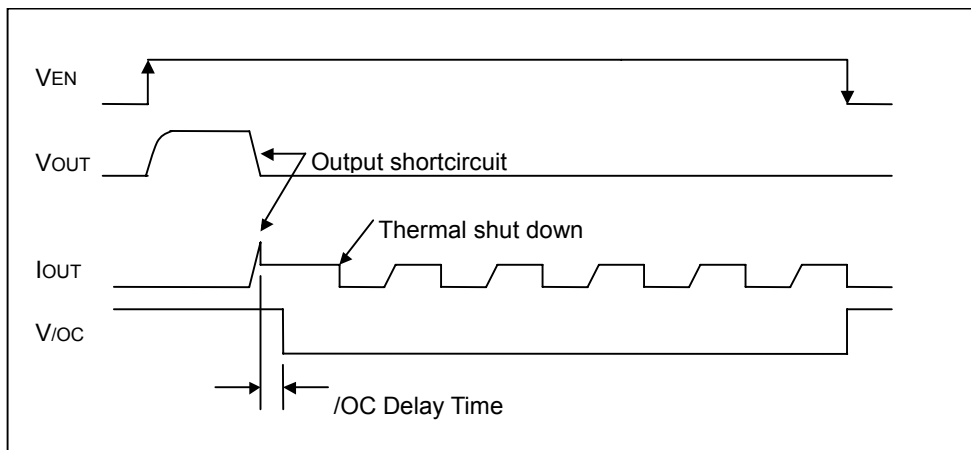 VEN
VOUT
Output shortcircuit
Thermal shut down
IOUT
V/OC
/OC Delay Time